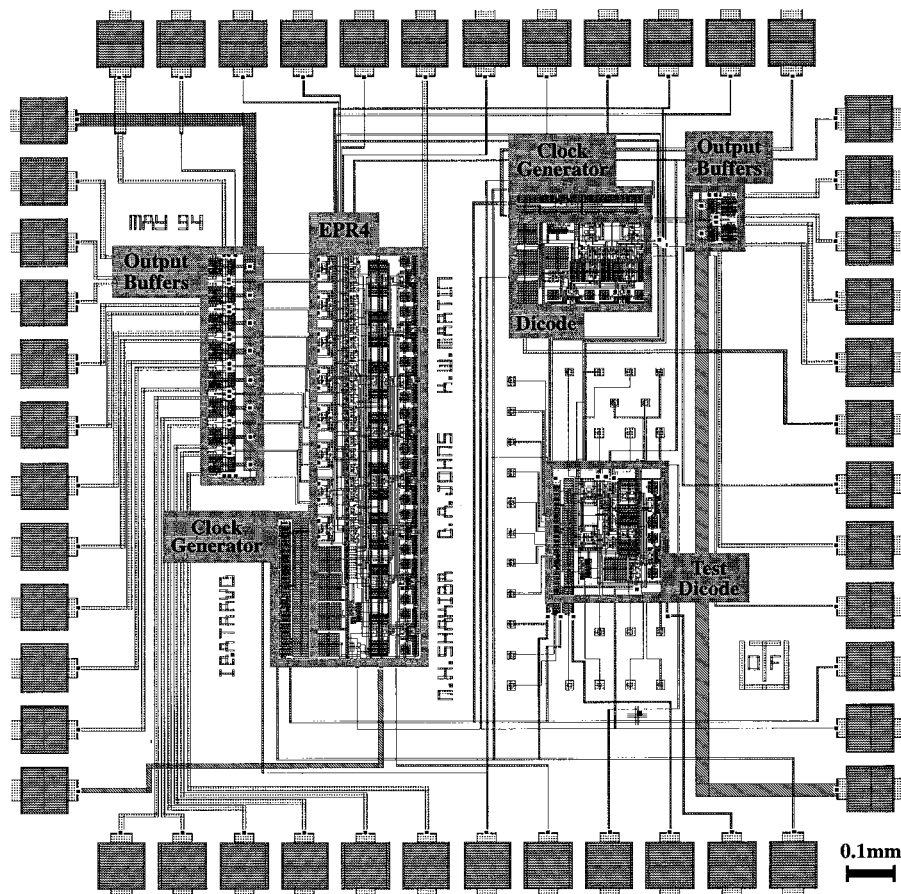 Clock
Generator
Output
Buffers
MAY 94
EPR4
Output
Buffers
Dicode
Clock
Generator
Test
Dicode
M.H.SHAKIBA D.A.JOHNS K.W.MARTIN
0.1mm